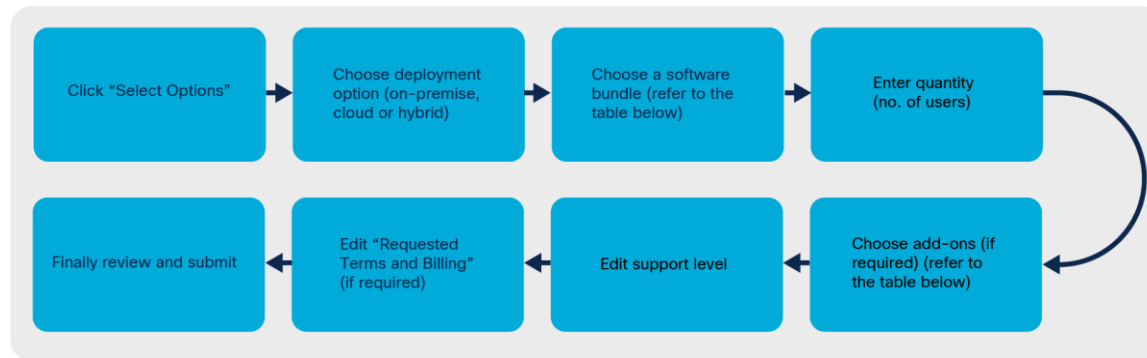 Click “Select Options”
Choose deployment
option (on-premise,
cloud or hybrid)
Choose a software
bundle (refer to the
table below)
Enter quantity
(no. of users)
Choose add-ons (if
required) (refer to
the table below)
Edit support level
Edit “Requested
Terms and Billing”
(if required)
Finally review and submit